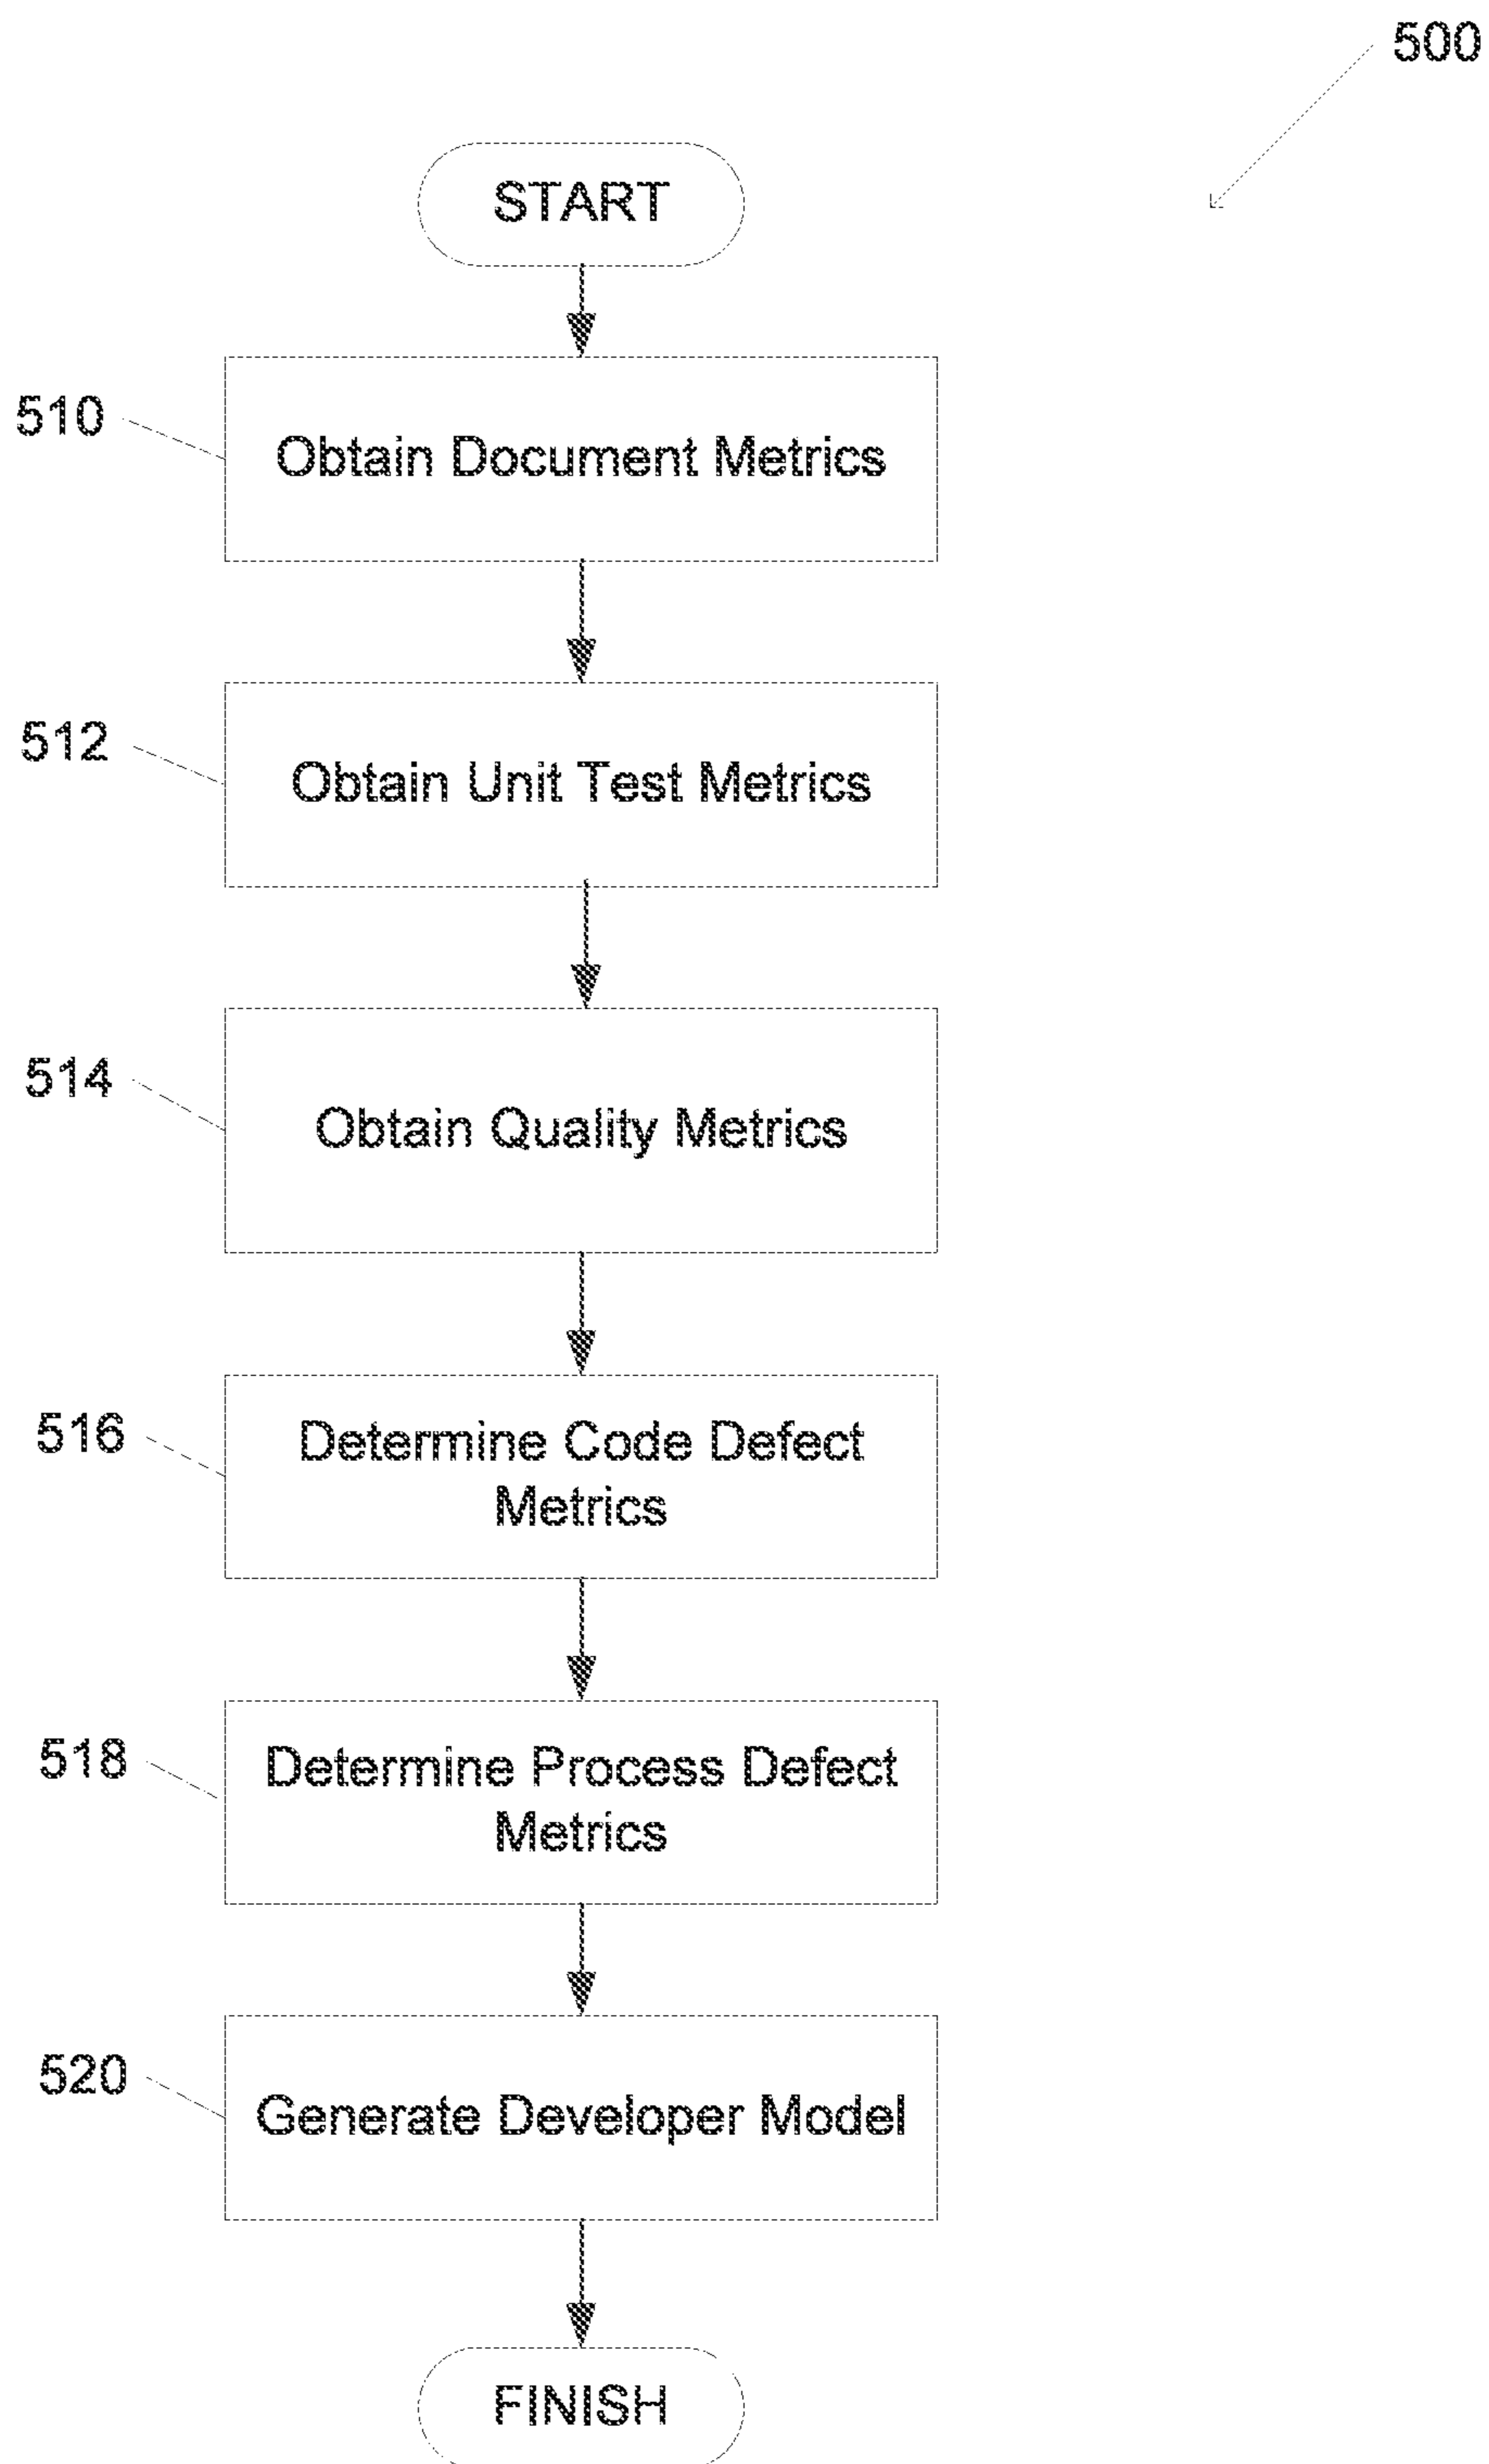 500
START
510
Obtain Document Metrics
512
Obtain Unit Test Metrics
514
Obtain Quality Metrics
516
Determine Code Defect
Metrics
518
Determine Process Defect
Metrics
520
Generate Developer Model
FINISH